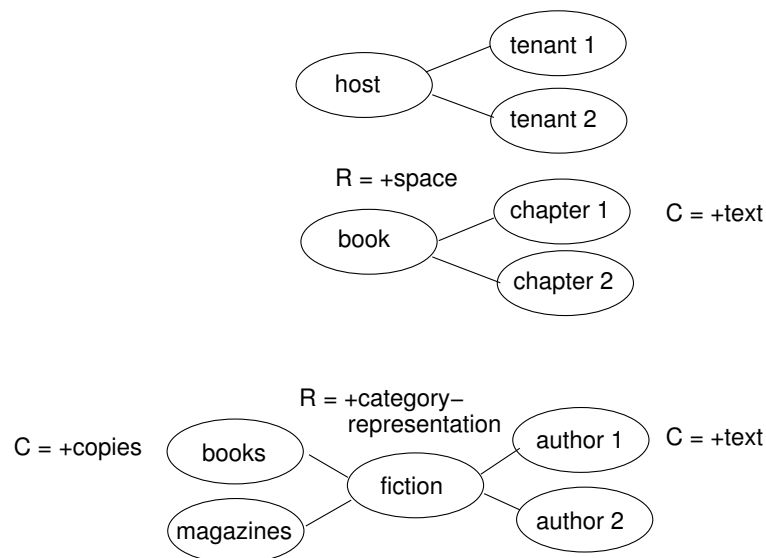 tenant 1
host
tenant 2
R = +space
chapter 1
C = +text
book
chapter 2
R = +category−
representation
C = +copies
books
author 1
C = +text
fiction
magazines
author 2